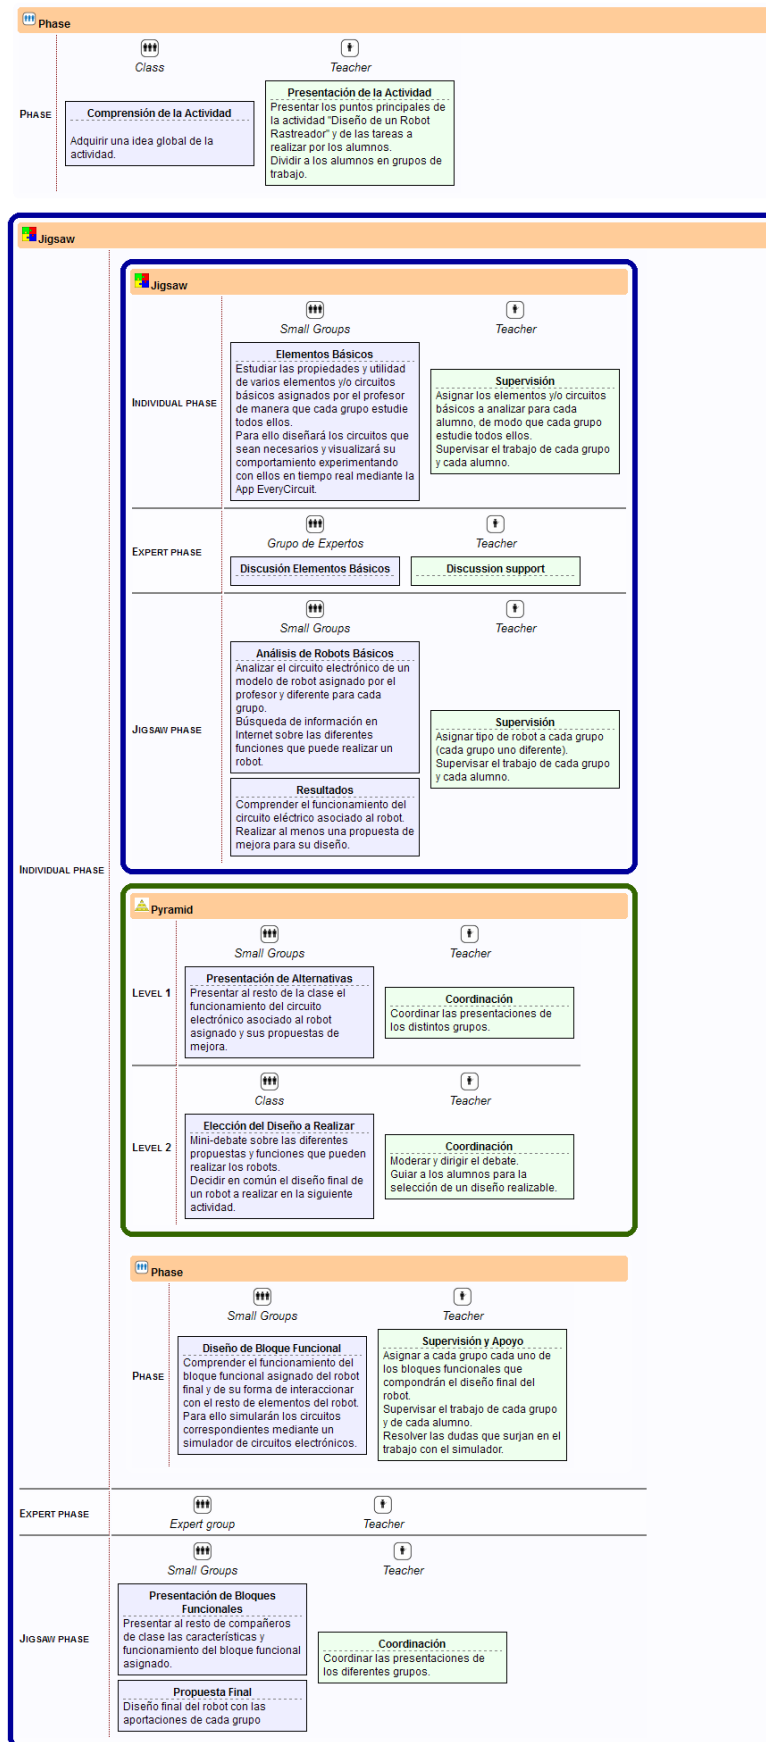 Phase
Class
Teacher
PHASE
Comprensión de la Actividad
Adquirir una idea global de la
actividad.
Presentación de la Actividad
Presentar los puntos principales de
la actividad "Diseño de un Robot
Rastreador" y de las tareas a
realizar por los alumnos.
Dividir a los alumnos en grupos de
trabajo.
Jigsaw
INDIVIDUAL PHASE
Jigsaw
Small Groups
Teacher
INDIVIDUAL PHASE
Elementos Básicos
Estudiar las propiedades y utilidad
de varios elementos y/o circuitos
básicos asignados por el profesor
de manera que cada grupo estudie
todos ellos.
Para ello diseñará los circuitos que
sean necesarios y visualizará su
comportamiento experimentando
con ellos en tiempo real mediante la
App EveryCircuit.
Supervisión
Asignar los elementos y/o circuitos
básicos a analizar para cada
alumno, de modo que cada grupo
estudie todos ellos.
Supervisar el trabajo de cada grupo
y cada alumno.
Grupo de Expertos
Teacher
EXPERT PHASE
Discusión Elementos Básicos
Discussion support
Small Groups
Teacher
JIGSAW PHASE
Análisis de Robots Básicos
Analizar el circuito electrónico de un
modelo de robot asignado por el
profesor y diferente para cada
grupo.
Búsqueda de información en
Internet sobre las diferentes
funciones que puede realizar un
robot.
Resultados
Comprender el funcionamiento del
circuito eléctrico asociado al robot.
Realizar al menos una propuesta de
mejora para su diseño.
Supervisión
Asignar tipo de robot a cada grupo
(cada grupo uno diferente).
Supervisar el trabajo de cada grupo
y cada alumno.
Pyramid
Small Groups
Teacher
LEVEL 1
Presentación de Alternativas
Presentar al resto de la clase el
funcionamiento del circuito
electrónico asociado al robot
asignado y sus propuestas de
mejora.
Coordinación
Coordinar las presentaciones de
los distintos grupos.
Class
Teacher
LEVEL 2
Elección del Diseño a Realizar
Mini-debate sobre las diferentes
propuestas y funciones que pueden
realizar los robots.
Decidir en común el diseño final de
un robot a realizar en la siguiente
actividad.
Coordinación
Moderar y dirigir el debate.
Guiar a los alumnos para la
selección de un diseño realizable.
Phase
Small Groups
Teacher
PHASE
Diseño de Bloque Funcional
Comprender el funcionamiento del
bloque funcional asignado del robot
final y de su forma de interaccionar
con el resto de elementos del robot.
Para ello simularán los circuitos
correspondientes mediante un
simulador de circuitos electrónicos.
Supervisión y Apoyo
Asignar a cada grupo cada uno de
los bloques funcionales que
compondrán el diseño final del
robot.
Supervisar el trabajo de cada grupo
y de cada alumno.
Resolver las dudas que surjan en el
trabajo con el simulador.
EXPERT PHASE
Expert group
Teacher
Small Groups
Teacher
JIGSAW PHASE
Presentación de Bloques
Funcionales
Presentar al resto de compañeros
de clase las características y
funcionamiento del bloque funcional
asignado.
Propuesta Final
Diseño final del robot con las
aportaciones de cada grupo
Coordinación
Coordinar las presentaciones de
los diferentes grupos.